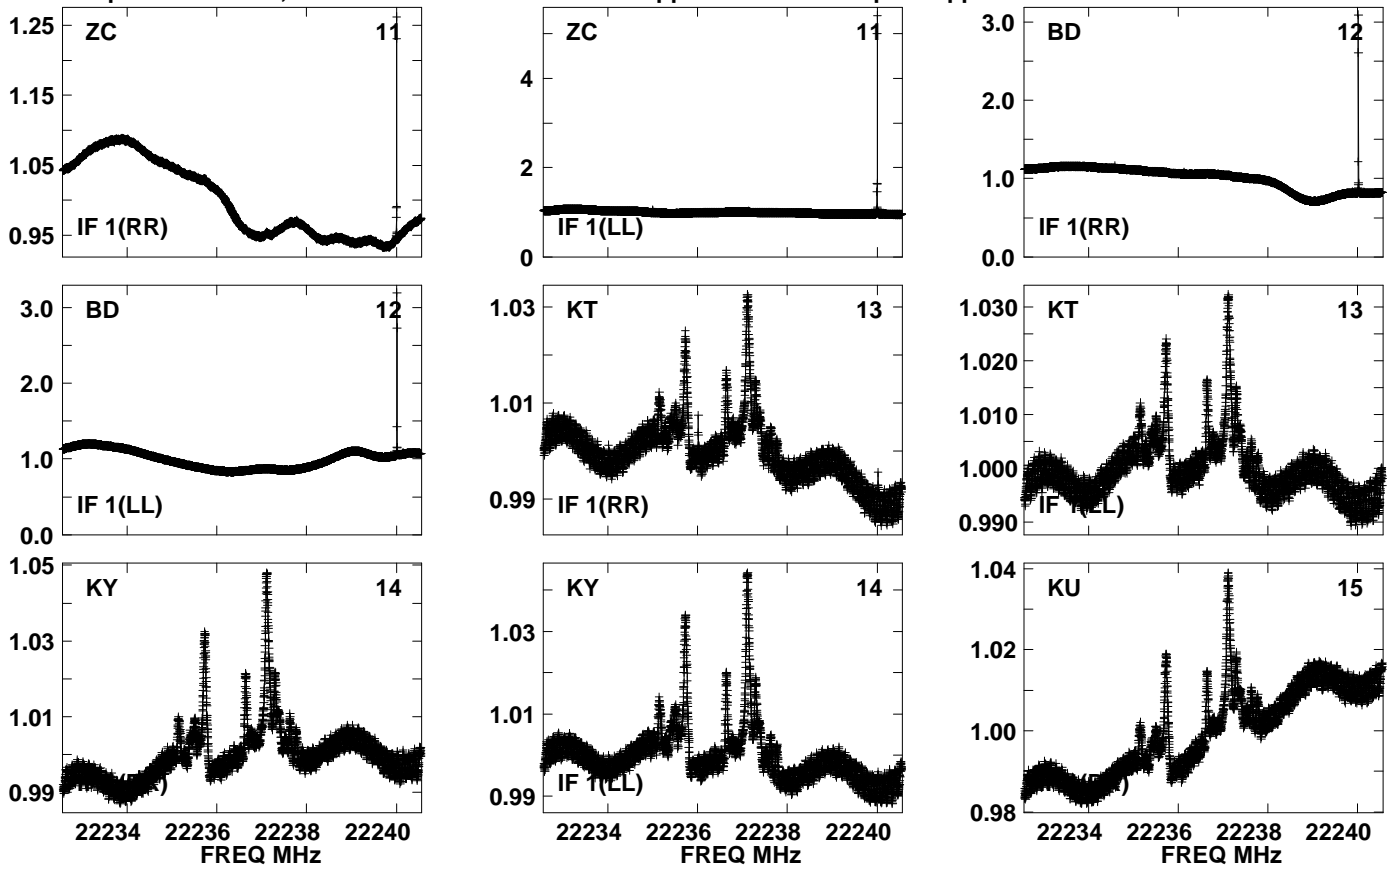 ZC 11 ZC 11 BD 12
1.25 1.15 1.05 0.95
4 2 0
3.0 2.0 1.0 0.0
IF 1(RR) IF 1(LL) IF 1(RR)
BD 12 KT 13 KT 13
3.0 2.0 1.0 0.0
1.03 1.01 0.99
1.030 1.020 1.010 1.000 0.990
IF 1(LL) IF 1(RR) IF 1(LL)
KY 14 KY 14 KU 15
1.05 1.03 1.01 0.99
1.03 1.01 0.99
1.04 1.02 1.00 0.98
IF 1(LL)
22234 22236 22238 22240 22234 22236 22238 22240 22234 22236 22238 22240
FREQ MHz FREQ MHz FREQ MHz